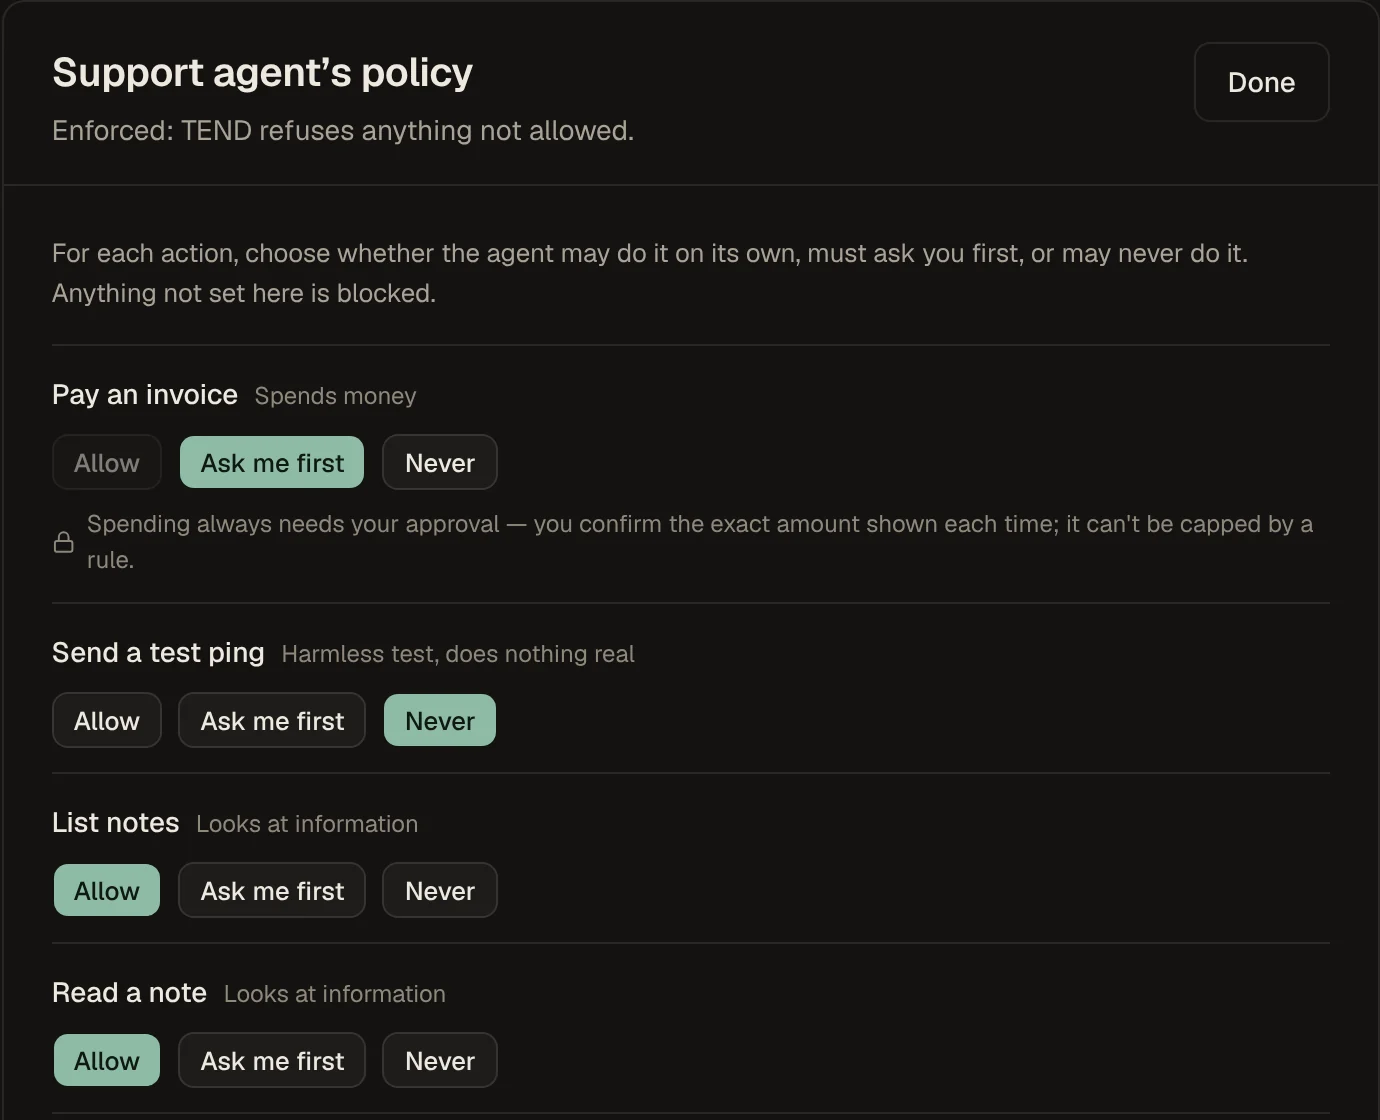 Support agent’s policy
Done
Enforced: TEND refuses anything not allowed.
For each action, choose whether the agent may do it on its own, must ask you first, or may never do it.
Anything not set here is blocked.
Pay an invoice Spends money
Allow Ask me first Never
Spending always needs your approval — you confirm the exact amount shown each time; it can't be capped by a
rule.
Send a test ping Harmless test, does nothing real
Allow Ask me first Never
List notes Looks at information
Allow Ask me first Never
Read a note Looks at information
Allow Ask me first Never